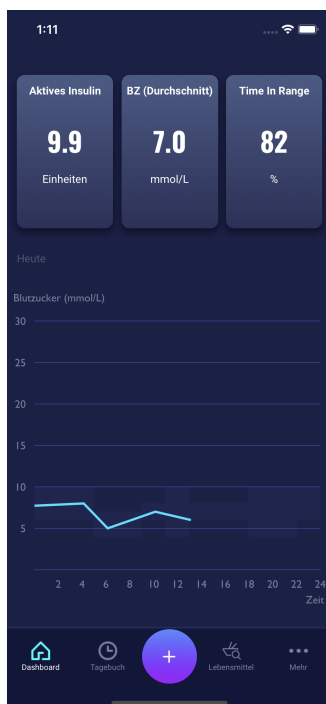 1:11
Aktives Insulin
9.9
Einheiten
BZ (Durchschnitt)
7.0
mmol/L
Time In Range
82
%
Heute
Blutzucker (mmol/L)
30
25
20
15
10
5
2 4 6 8 10 12 14 16 18 20 22 24
Zeit
+
Dashboard
Tagebuch
Lebensmittel
Mehr